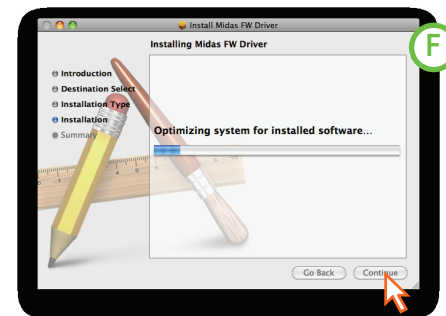 Install Midas FW Driver
F
Installing Midas FW Driver
Introduction
Destination Select
Installation Type
Installation
Summary
Optimizing system for installed software...
Go Back
Continue